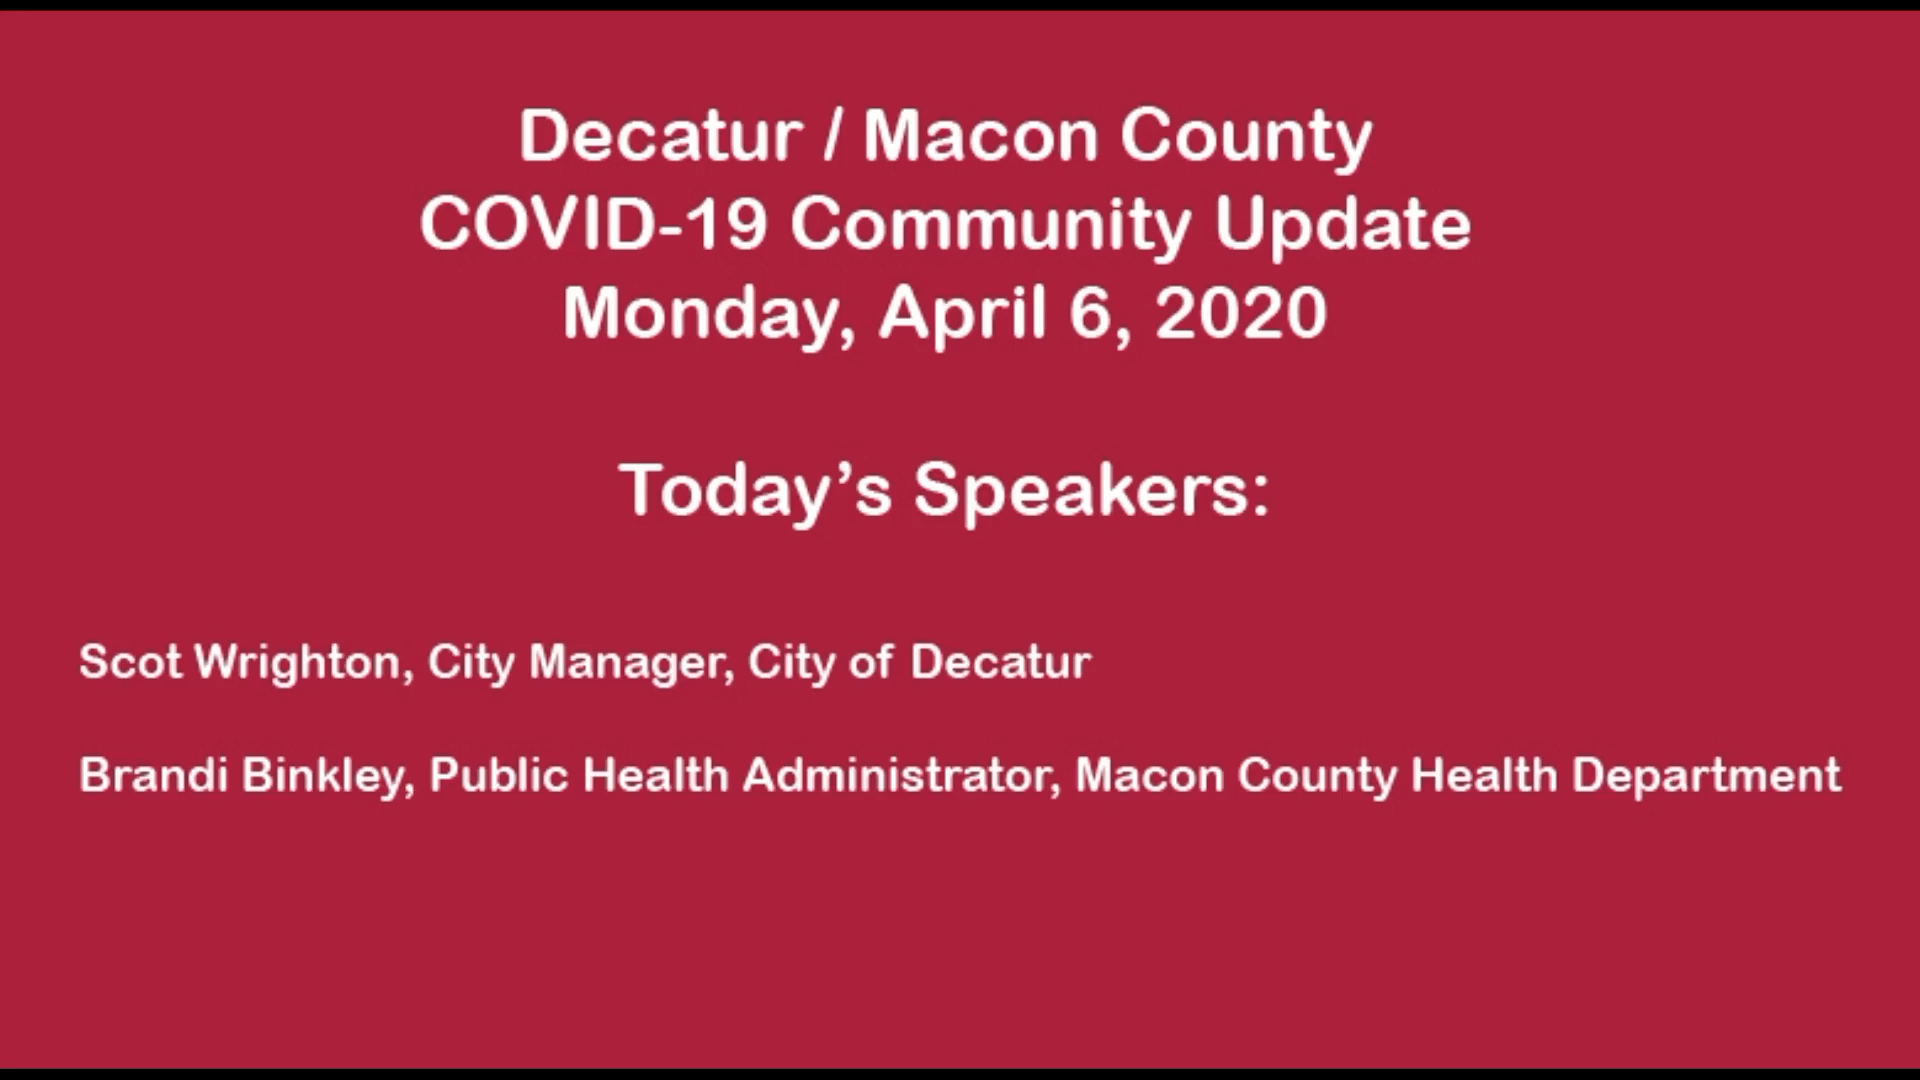 Decatur / Macon County
COVID-19 Community Update
Monday, April 6, 2020
Today’s Speakers:
Scot Wrighton, City Manager, City of Decatur
Brandi Binkley, Public Health Administrator, Macon County Health Department